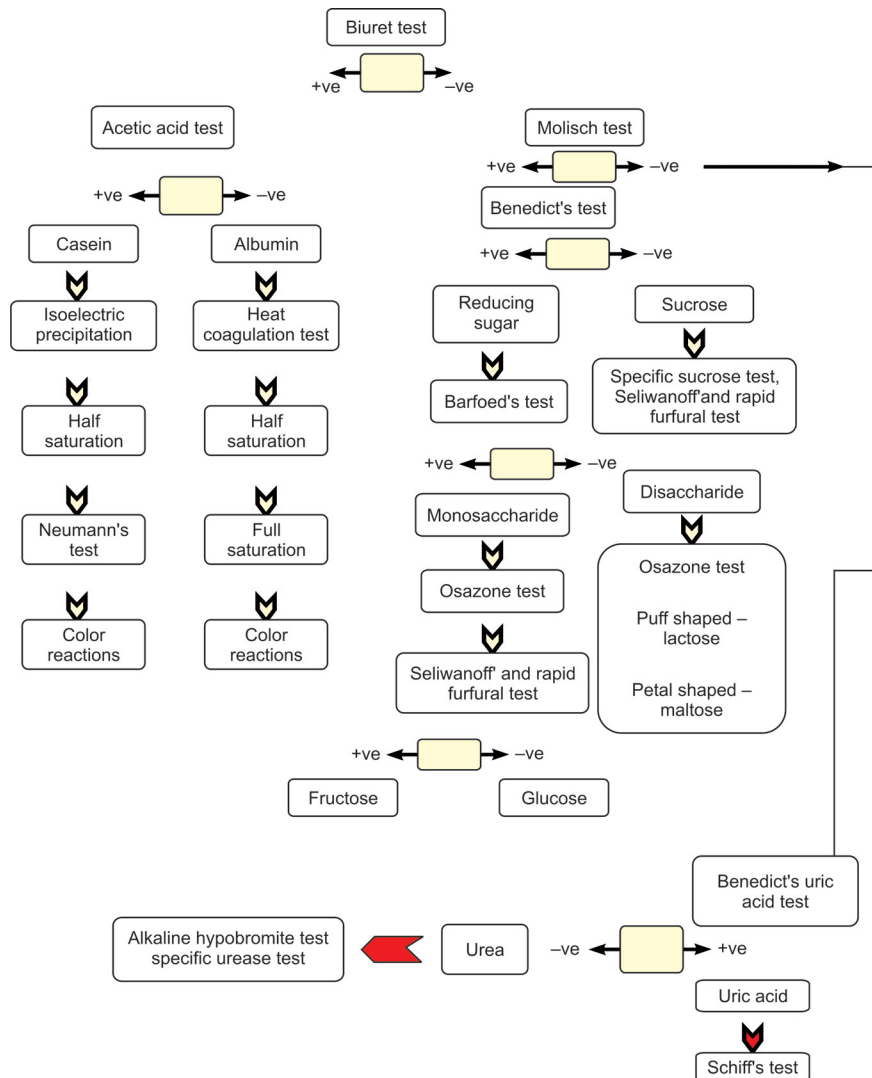 Biuret test
+ve
–ve
Acetic acid test
Molisch test
+ve
–ve
+ve
–ve
Benedict's test
Casein
Albumin
+ve
–ve
Isoelectric
precipitation
Heat
coagulation test
Reducing
sugar
Sucrose
Barfoed's test
Specific sucrose test,
Seliwanoff'and rapid
furfural test
Half
saturation
Half
saturation
+ve
–ve
Monosaccharide
Disaccharide
Neumann's
test
Full
saturation
Osazone test
Osazone test
Puff shaped –
lactose
Petal shaped –
maltose
Color
reactions
Color
reactions
Seliwanoff' and rapid
furfural test
+ve
–ve
Fructose
Glucose
Benedict's uric
acid test
Alkaline hypobromite test
specific urease test
Urea
–ve
+ve
Uric acid
Schiff's test